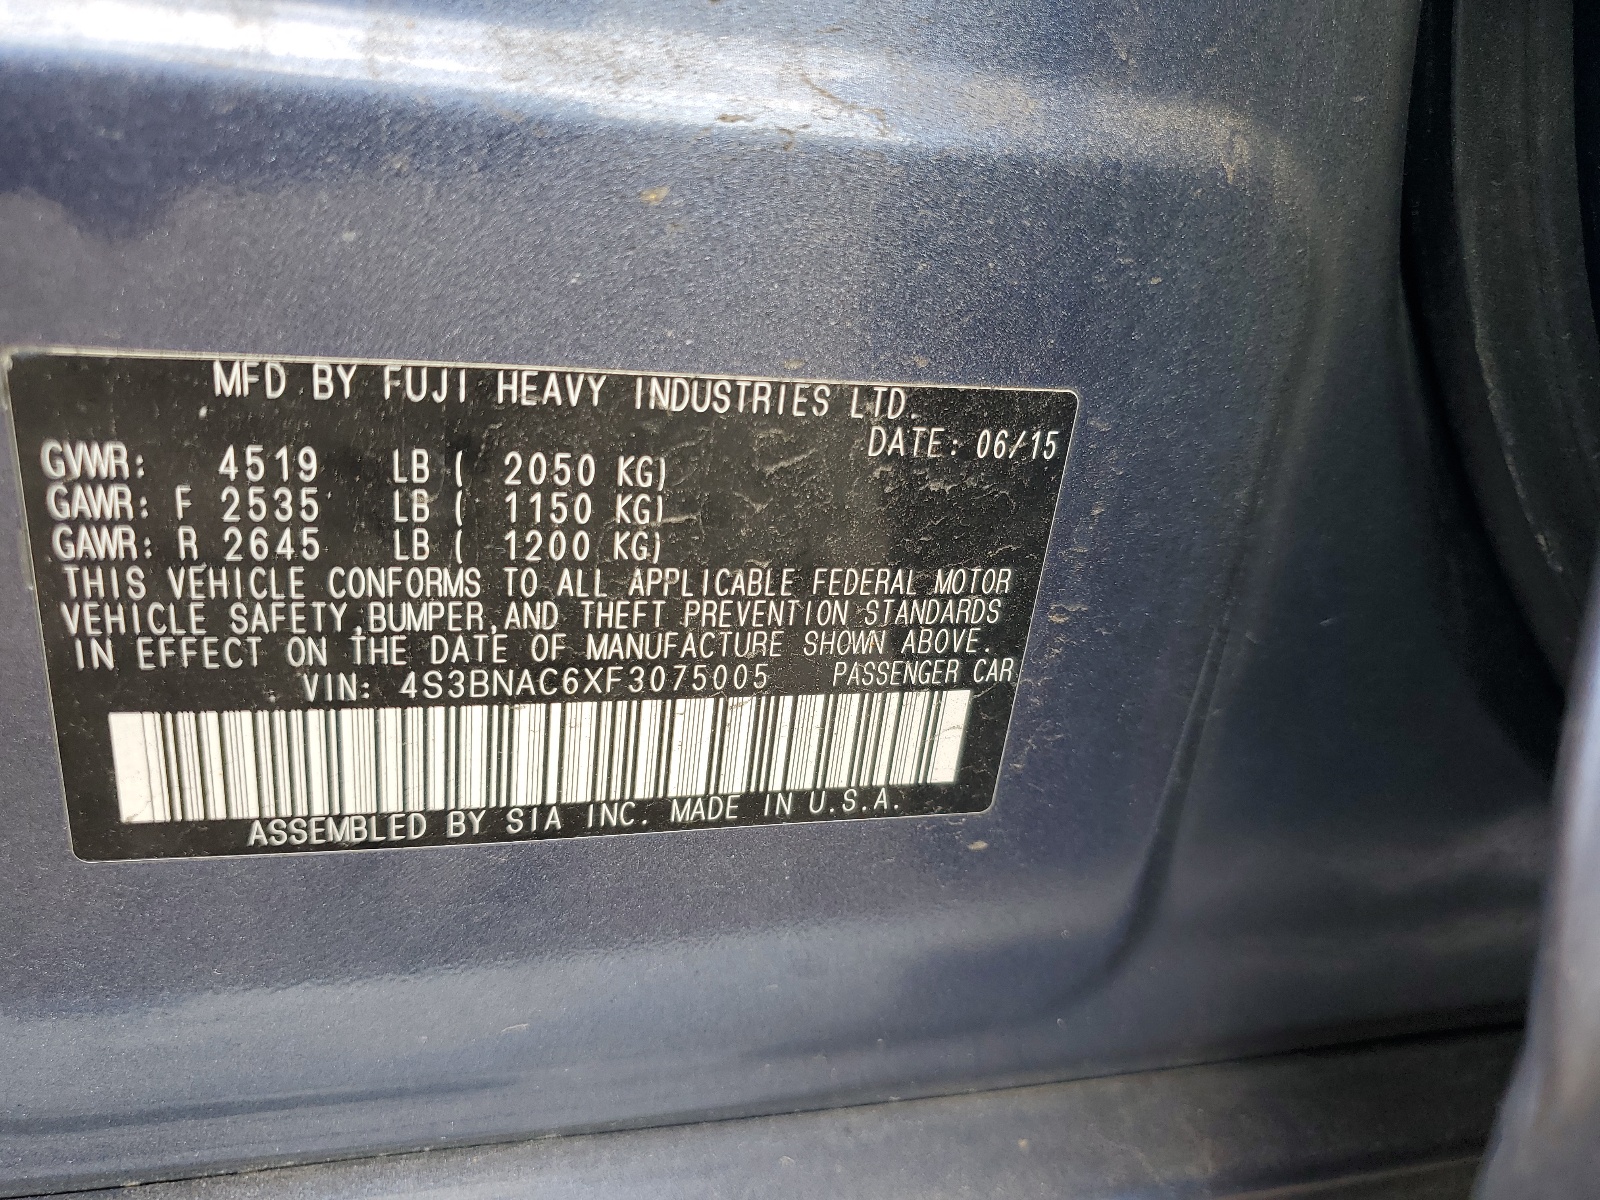 MFD BY FUJI HEAVY INDUSTRIES LTD.
DATE: 06/15
GVWR: 4519 LB ( 2050 KG)
GAWR: F 2535 LB ( 1150 KG)
GAWR: R 2645 LB ( 1200 KG)
THIS VEHICLE CONFORMS TO ALL APPLICABLE FEDERAL MOTOR
VEHICLE SAFETY,BUMPER,AND THEFT PREVENTION STANDARDS
IN EFFECT ON THE DATE OF MANUFACTURE SHOWN ABOVE.
VIN: 4S3BNAC6XF3075005 PASSENGER CAR
ASSEMBLED BY SIA INC. MADE IN U.S.A.